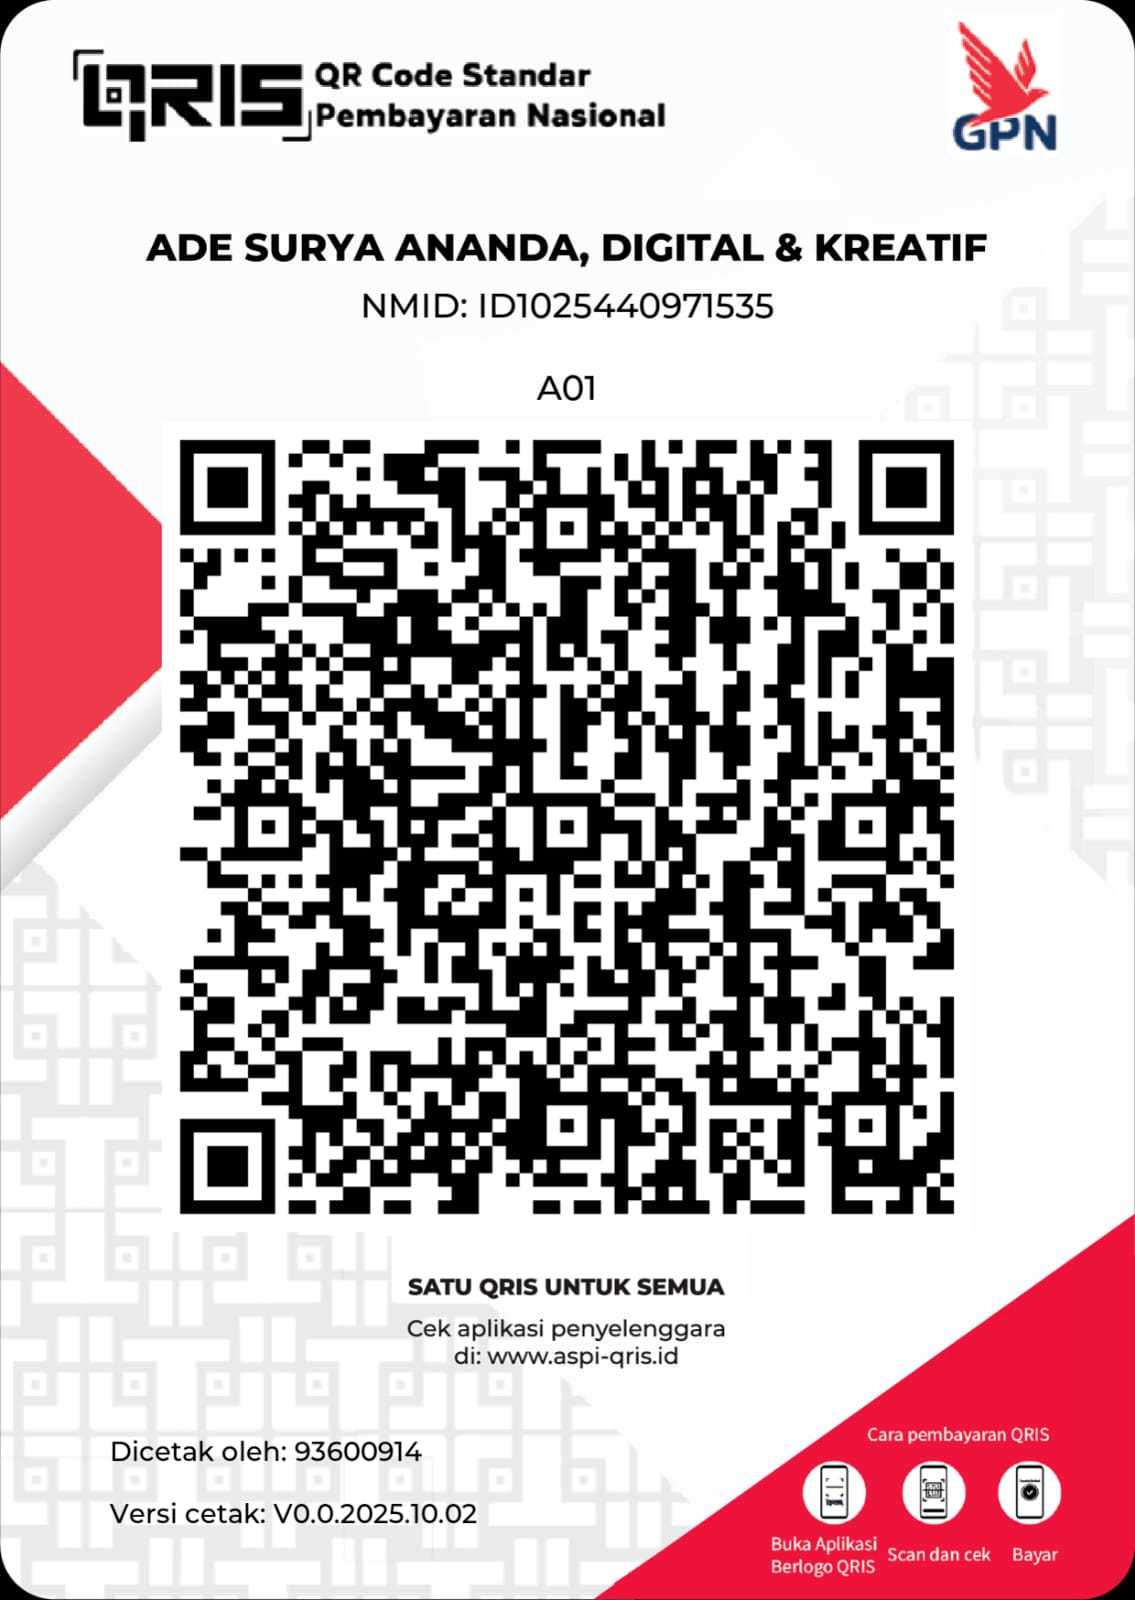 QRIS QR Code Standar
Pembayaran Nasional
GPN
ADE SURYA ANANDA, DIGITAL & KREATIF
NMID: ID1025440971535
A01
SATU QRIS UNTUK SEMUA
Cek aplikasi penyelenggara
di: www.aspi-qris.id
Dicetak oleh: 93600914
Versi cetak: V0.0.2025.10.02
Cara pembayaran QRIS
Buka Aplikasi
Berlogo QRIS
Scan dan cek
Bayar